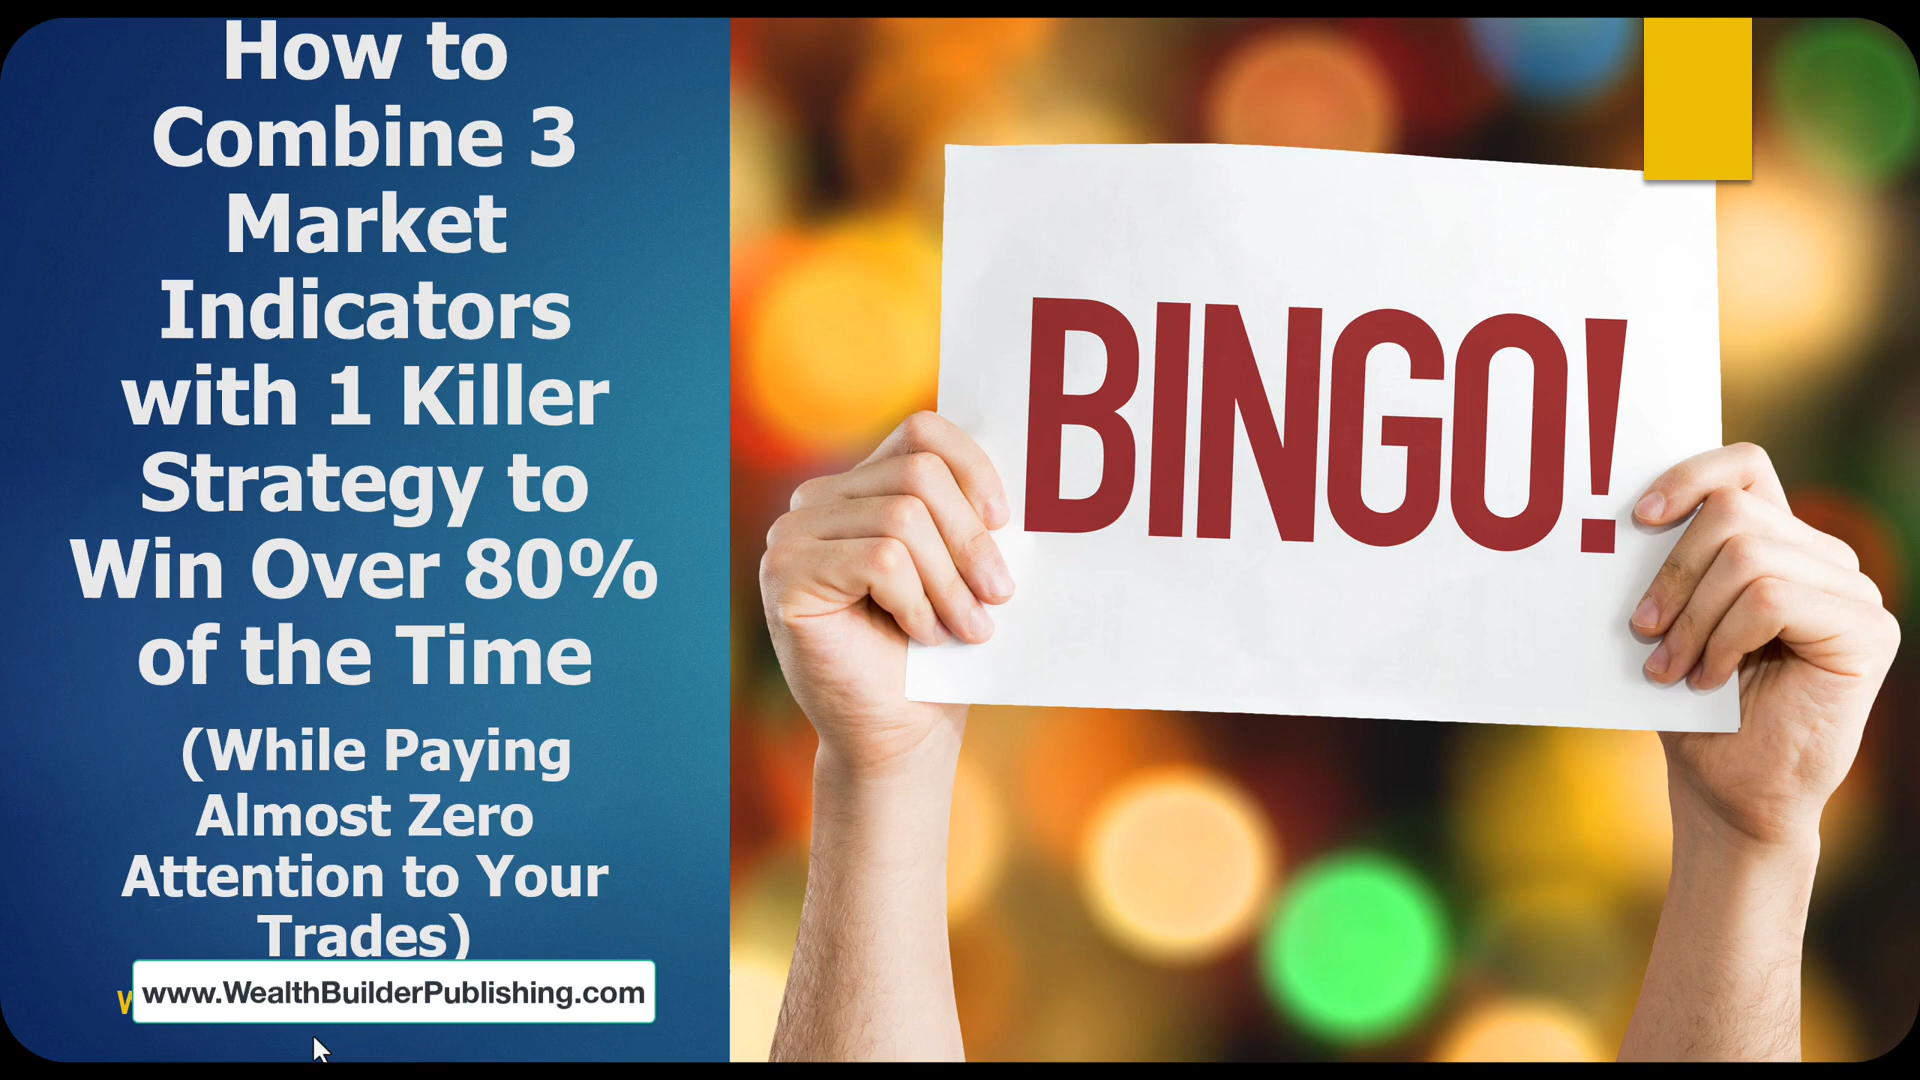 How to
Combine 3
Market
Indicators
with 1 Killer
Strategy to
Win Over 80%
of the Time
(While Paying
Almost Zero
Attention to Your
Trades)
www.WealthBuilderPublishing.com
BINGO!